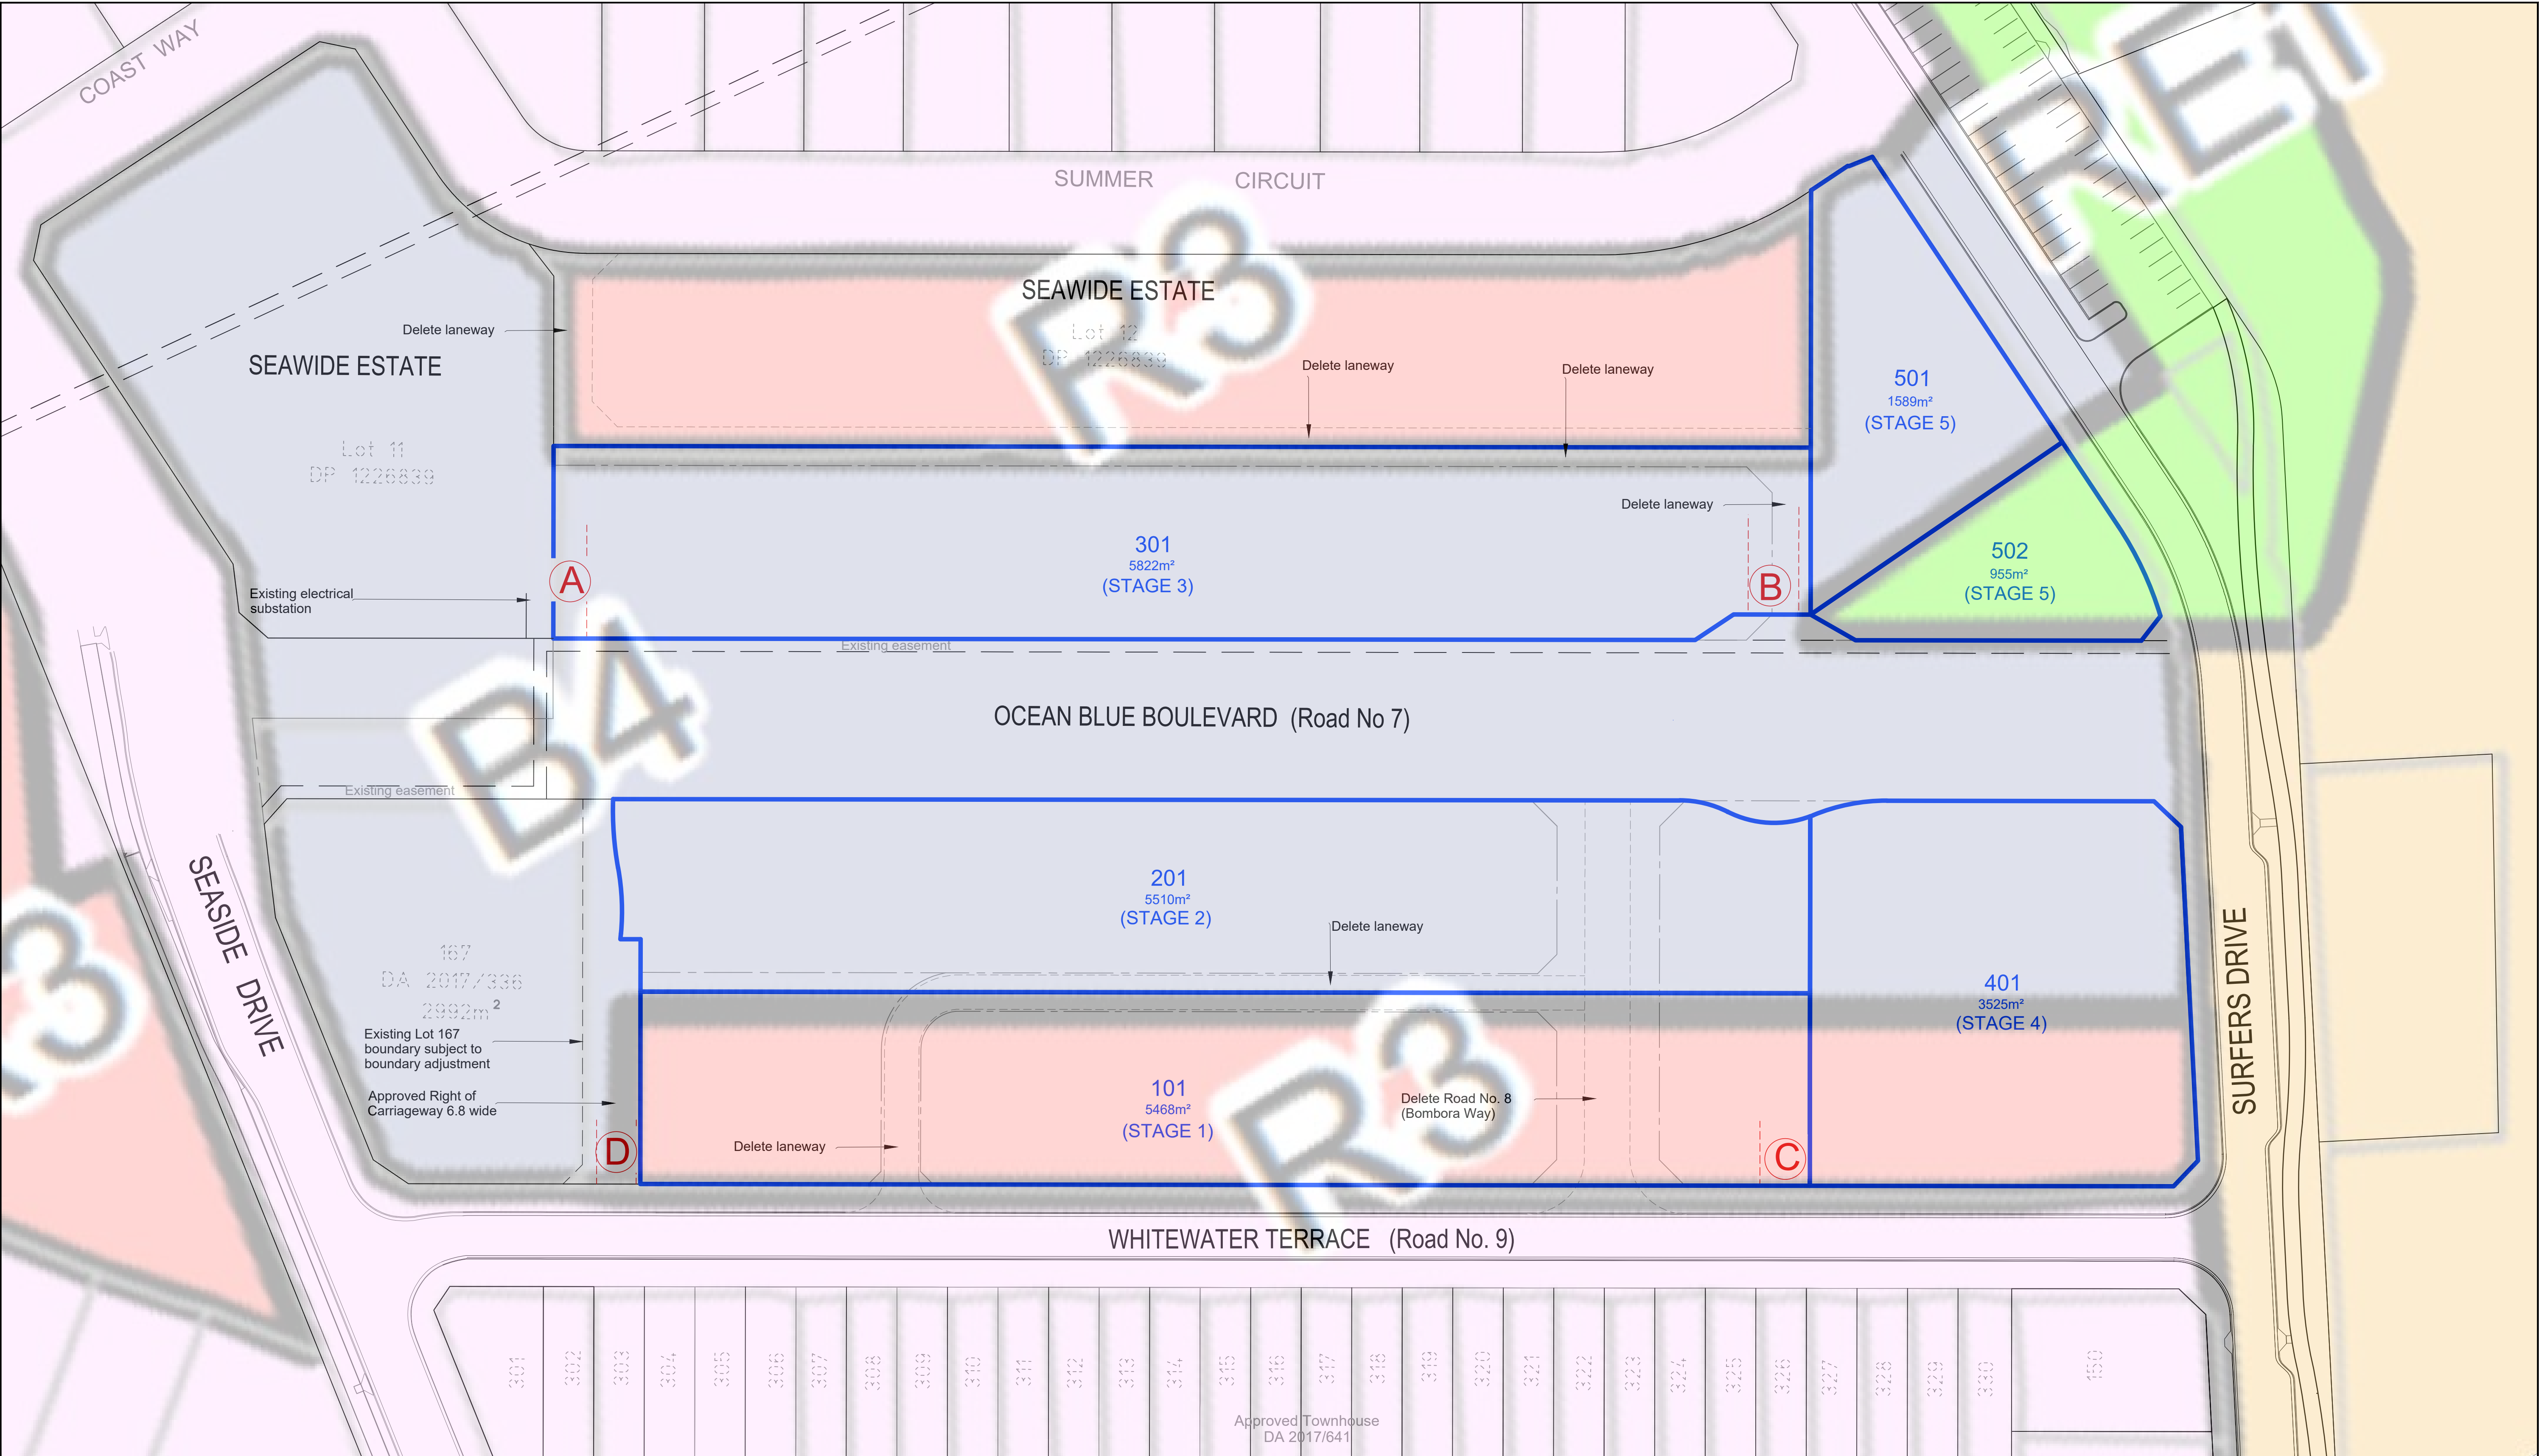 COAST WAY
SUMMER CIRCUIT
RE1
R3
SEAWIDE ESTATE
Lot 12
DP 1226839
Delete laneway
SEAWIDE ESTATE
Delete laneway
Delete laneway
501
1589m²
(STAGE 5)
Lot 11
DP 1226839
Delete laneway
301
5822m²
(STAGE 3)
502
955m²
(STAGE 5)
A
B
Existing electrical
substation
Existing easement
B4
OCEAN BLUE BOULEVARD (Road No 7)
Existing easement
SEASIDE DRIVE
201
5510m²
(STAGE 2)
Delete laneway
3
167
DA 2017/336
2992m²
401
3525m²
(STAGE 4)
SURFERS DRIVE
Existing Lot 167
boundary subject to
boundary adjustment
R3
Approved Right of
Carriageway 6.8 wide
101
5468m²
(STAGE 1)
Delete Road No. 8
(Bombora Way)
Delete laneway
D
C
WHITEWATER TERRACE (Road No. 9)
301
302
303
304
305
306
307
308
309
310
311
312
313
314
315
316
317
318
319
320
321
322
323
324
325
326
327
328
329
330
Approved Townhouse
DA 2017/641